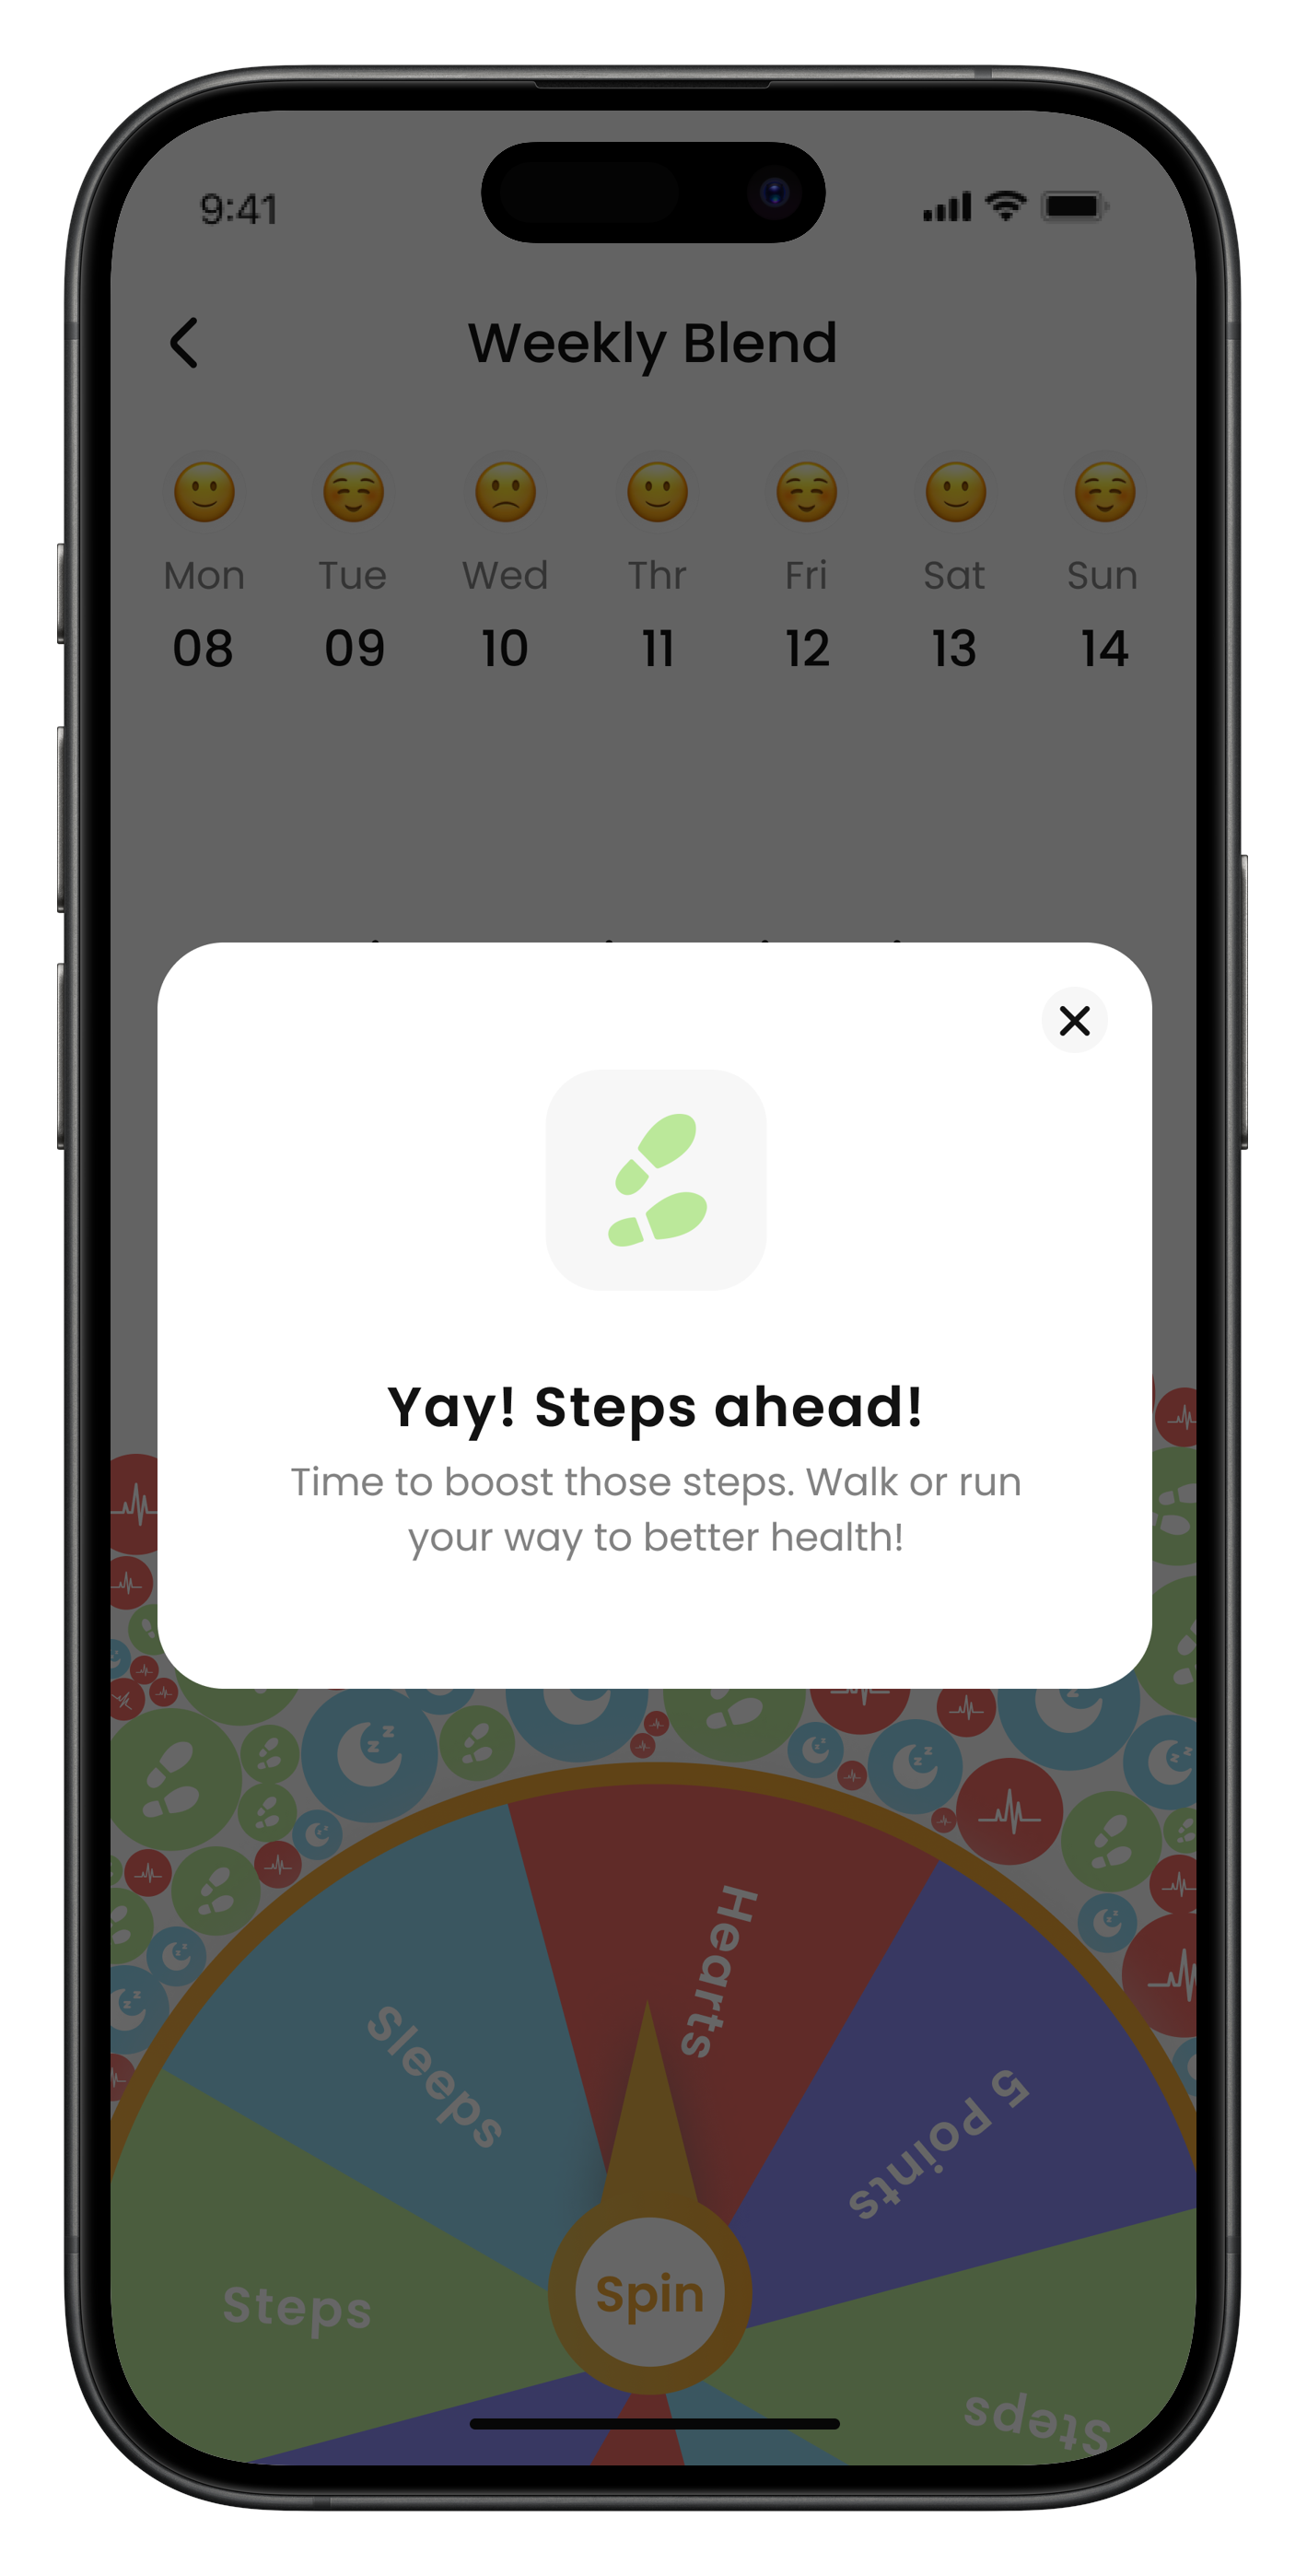 9:41
Weekly Blend
Mon Tue Wed Thr Fri Sat Sun
08 09 10 11 12 13 14
Yay! Steps ahead!
Time to boost those steps. Walk or run
your way to better health!
Hearts
Sleeps
5 Points
Steps
Spin
Steps